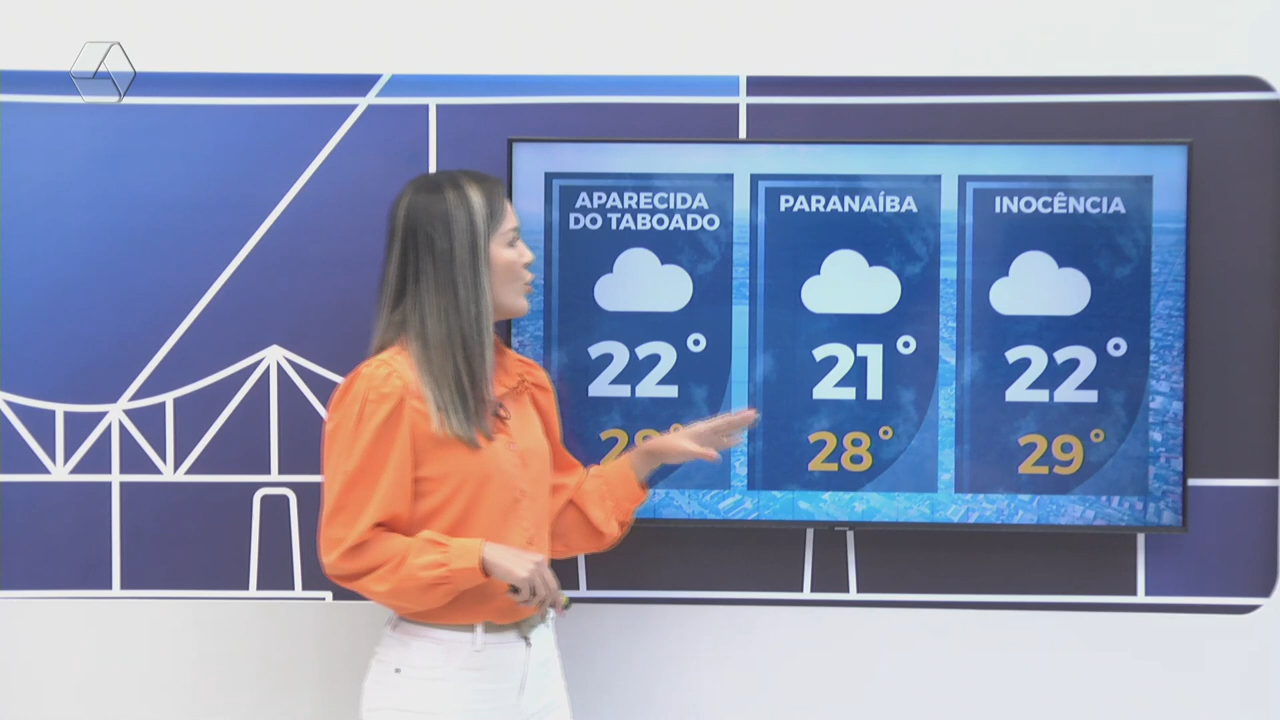 APARECIDA
DO TABOADO
22°
PARANAÍBA
21°
28°
INOCÊNCIA
22°
29°